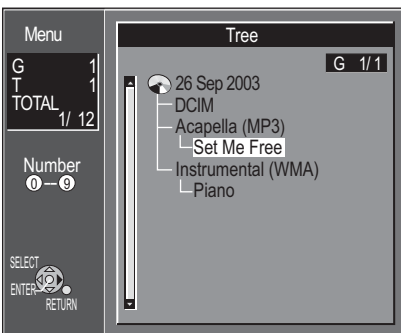 Menu
G 1
T 1
TOTAL
1/ 12
Number
0--9
SELECT
ENTER
RETURN
Tree
G 1/1
26 Sep 2003
DCIM
Acapella (MP3)
Set Me Free
Instrumental (WMA)
Piano